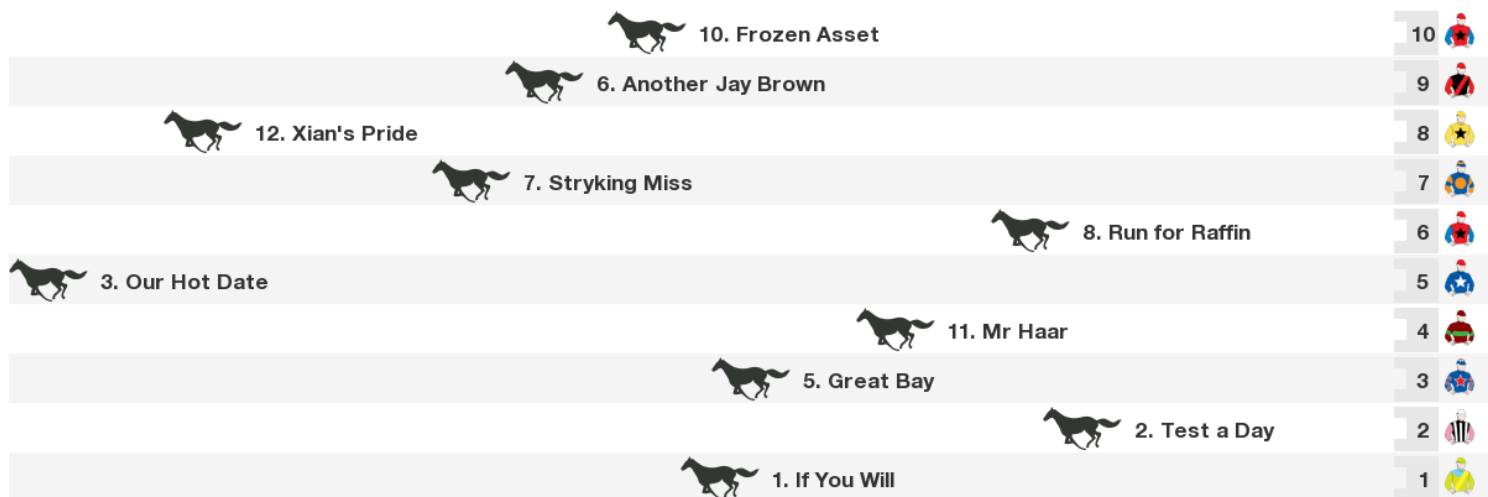 10. Frozen Asset 10
6. Another Jay Brown 9
12. Xian's Pride 8
7. Stryking Miss 7
8. Run for Raffin 6
3. Our Hot Date 5
11. Mr Haar 4
5. Great Bay 3
2. Test a Day 2
1. If You Will 1